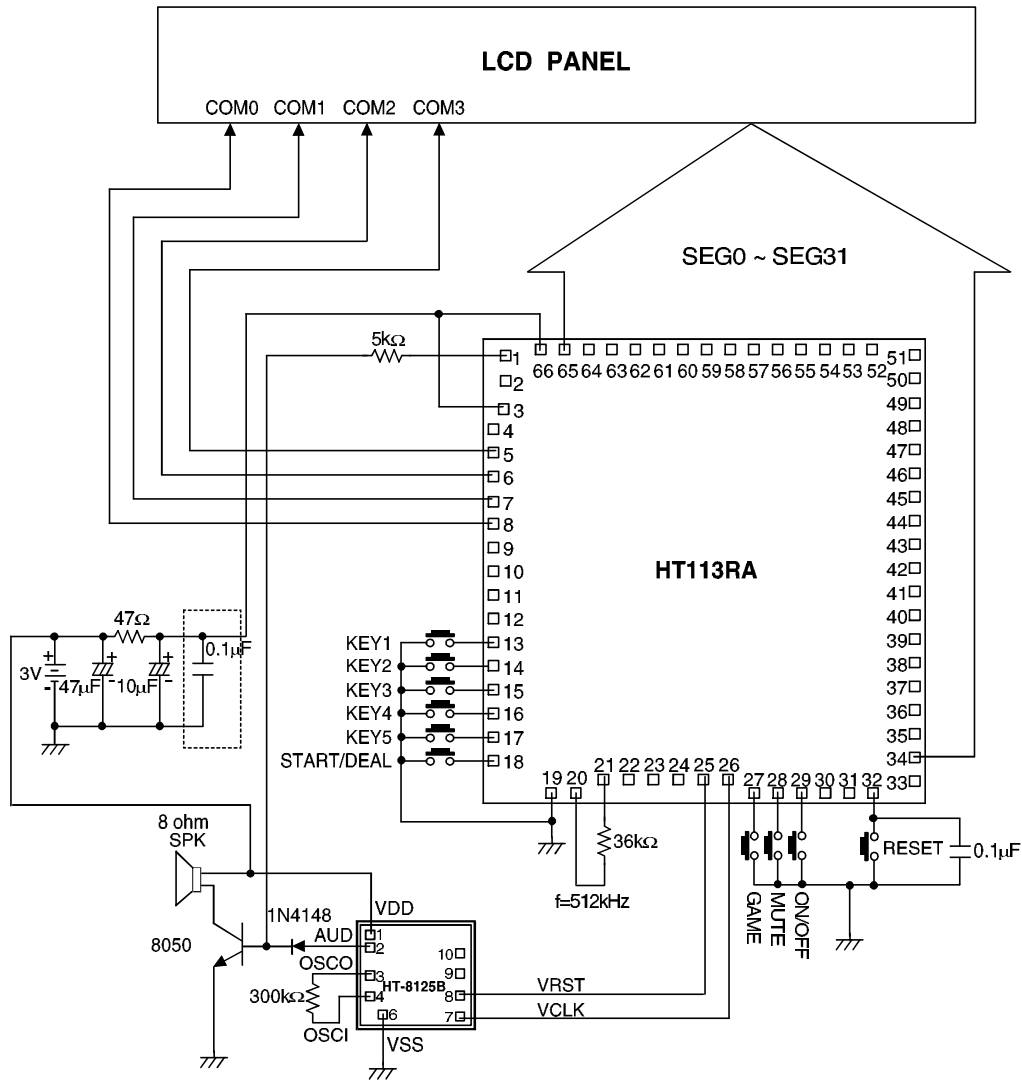 LCD PANEL
COM0 COM1 COM2 COM3
SEG0 ~ SEG31
5kΩ
1
2
3
4
5
6
7
8
9
10
11
12
13
14
15
16
17
18
66 65 64 63 62 61 60 59 58 57 56 55 54 53 52
51
50
49
48
47
46
45
44
43
42
41
40
39
38
37
36
35
34
33
HT113RA
19 20 21 22 23 24 25 26 27 28 29 30 31 32
KEY1
KEY2
KEY3
KEY4
KEY5
START/DEAL
47Ω
0.1μF
+
3V
-
+
47μF
-
+
10μF
-
36kΩ
f=512kHz
GAME
MUTE
ON/OFF
RESET
0.1μF
8 ohm
SPK
8050
1N4148
VDD
AUD
OSCO
300kΩ
OSCI
VSS
1
2
3
4
6
10
9
8
7
HT-8125B
VRST
VCLK